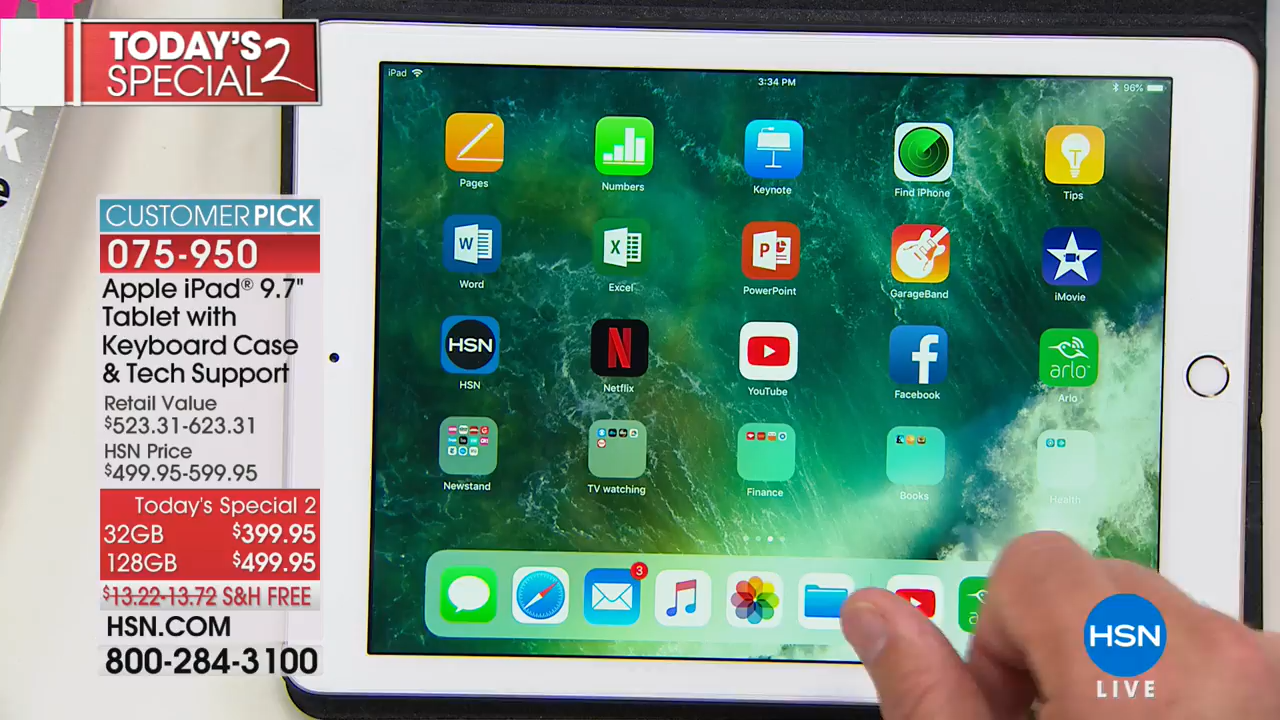 TODAY'S
SPECIAL 2
CUSTOMER PICK
075-950
Apple iPad® 9.7"
Tablet with
Keyboard Case
& Tech Support
Retail Value
$523.31-623.31
HSN Price
$499.95-599.95
Today's Special 2
32GB $399.95
128GB $499.95
$13.22-13.72 S&H FREE
HSN.COM
800-284-3100
iPad
3:34 PM
96%
Pages
Numbers
Keynote
Find iPhone
Tips
W
X
P
Word
Excel
PowerPoint
GarageBand
iMovie
HSN
N
f
arlo
HSN
Netflix
YouTube
Facebook
Arlo
Newstand
TV watching
Finance
Books
Health
3
HSN
LIVE